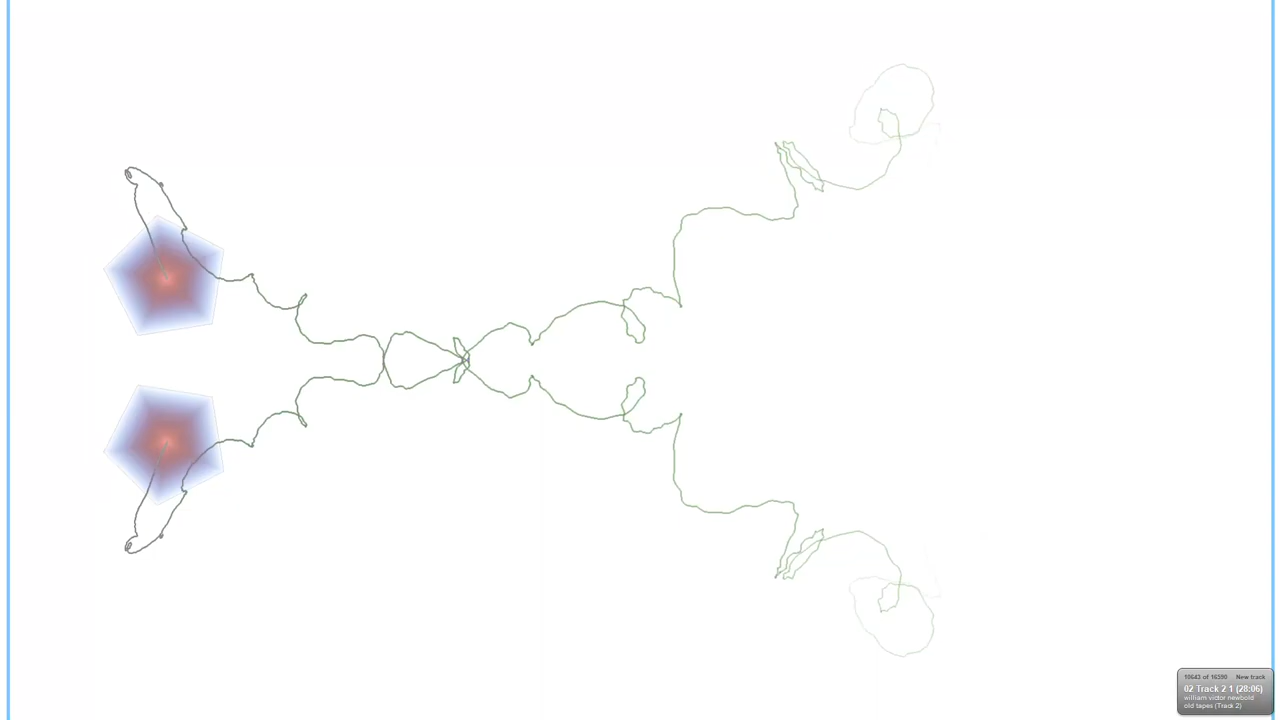 10643 of 16590 New track
02 Track 2 1 (28:06)
william victor newbold
old tapes (Track 2)